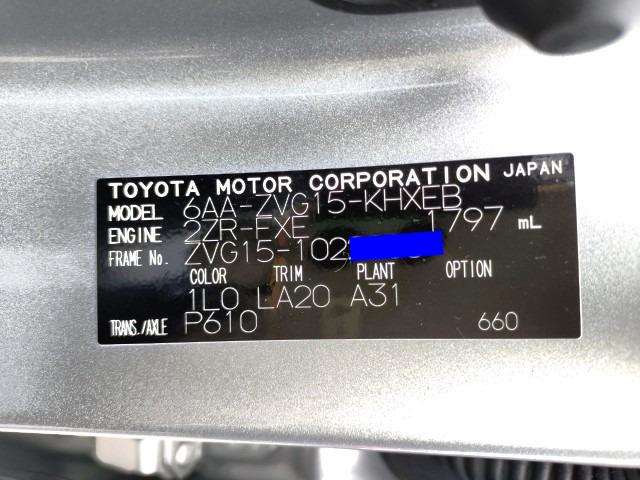 TOYOTA MOTOR CORPORATION JAPAN
MODEL 6AA-ZVG15-KHXEB
ENGINE 2ZR-FXE 1797 mL
FRAME No. ZVG15-102
COLOR TRIM PLANT OPTION
1L0 LA20 A31
TRANS./AXLE P610 660